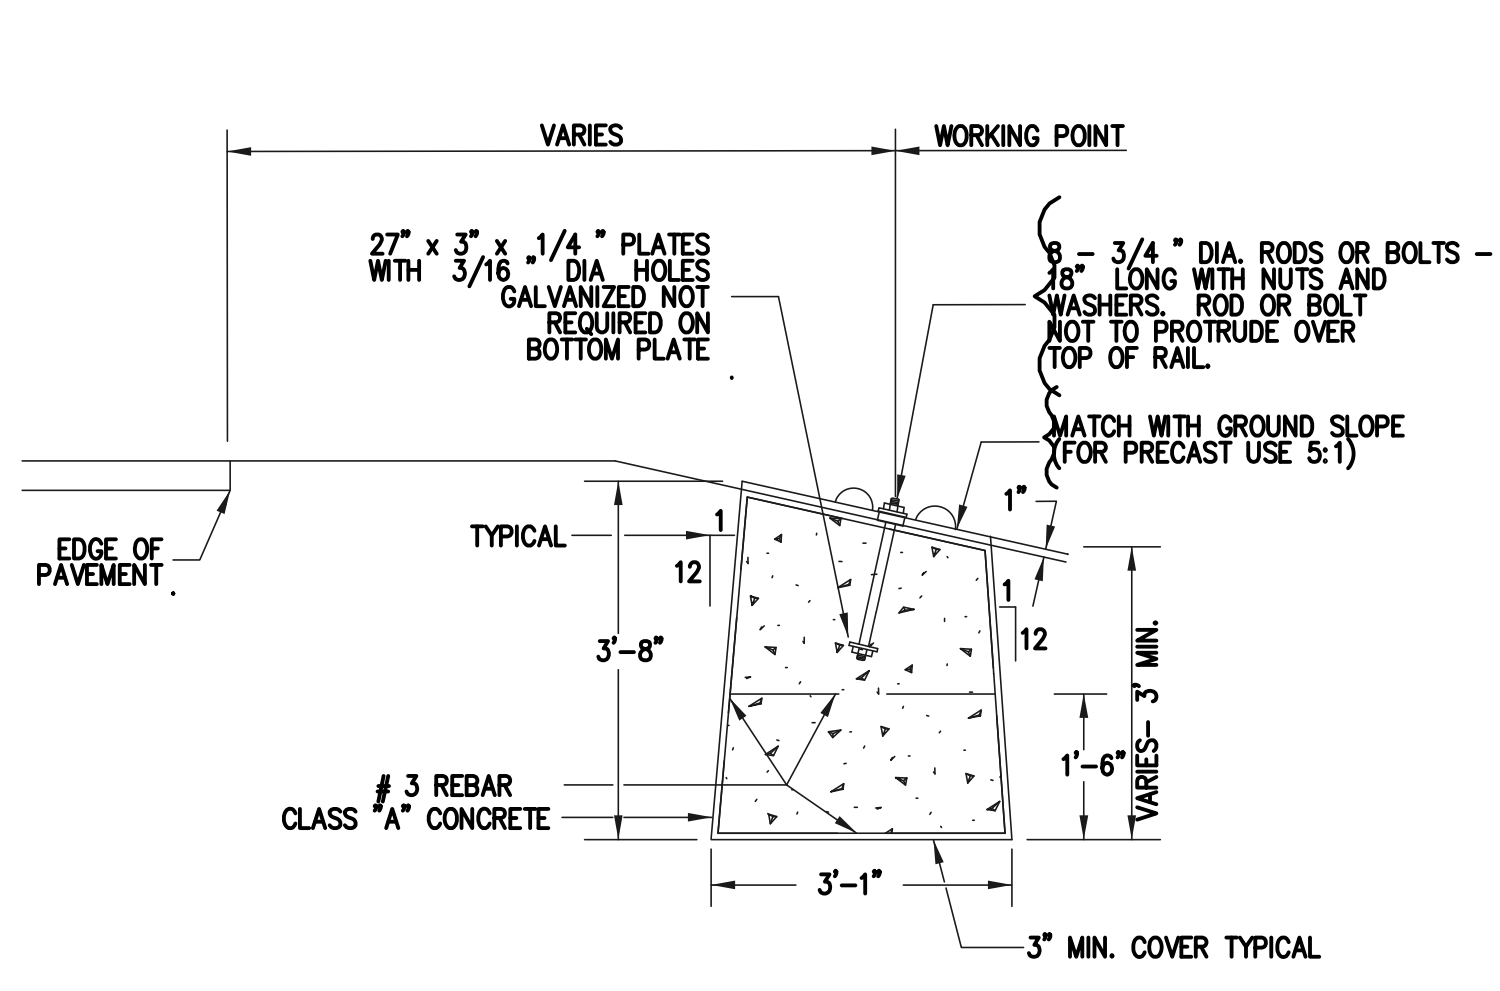 VARIES
WORKING POINT
27" x 3" x 1/4 " PLATES
WITH 3/16 " DIA HOLES
GALVANIZED NOT
REQUIRED ON
BOTTOM PLATE
8 - 3/4 " DIA. RODS OR BOLTS -
18" LONG WITH NUTS AND
WASHERS. ROD OR BOLT
NOT TO PROTRUDE OVER
TOP OF RAIL.
MATCH WITH GROUND SLOPE
(FOR PRECAST USE 5:1)
1"
TYPICAL
1
12
EDGE OF
PAVEMENT
1
12
3'-8"
VARIES- 3' MIN.
1'-6"
# 3 REBAR
CLASS "A" CONCRETE
3'-1"
3" MIN. COVER TYPICAL